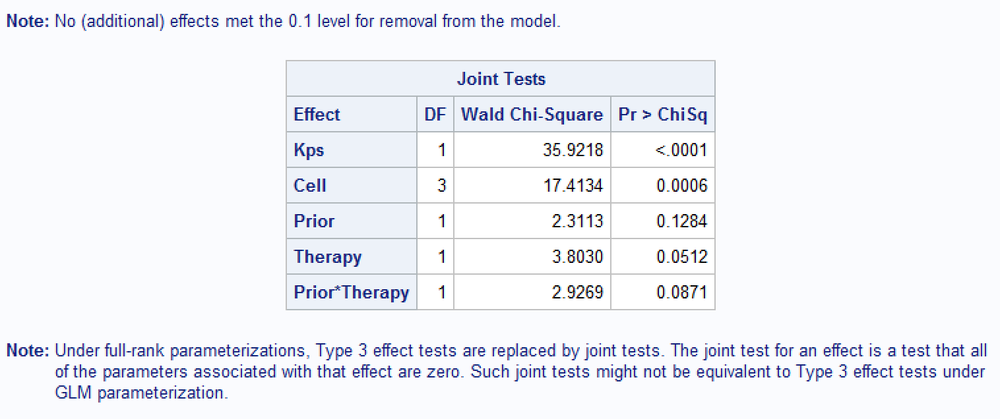 Note: No (additional) effects met the 0.1 level for removal from the model.
Joint Tests
Effect DF Wald Chi-Square Pr > ChiSq
Kps 1 35.9218 <.0001
Cell 3 17.4134 0.0006
Prior 1 2.3113 0.1284
Therapy 1 3.8030 0.0512
Prior*Therapy 1 2.9269 0.0871
Note: Under full-rank parameterizations, Type 3 effect tests are replaced by joint tests. The joint test for an effect is a test that all
of the parameters associated with that effect are zero. Such joint tests might not be equivalent to Type 3 effect tests under
GLM parameterization.